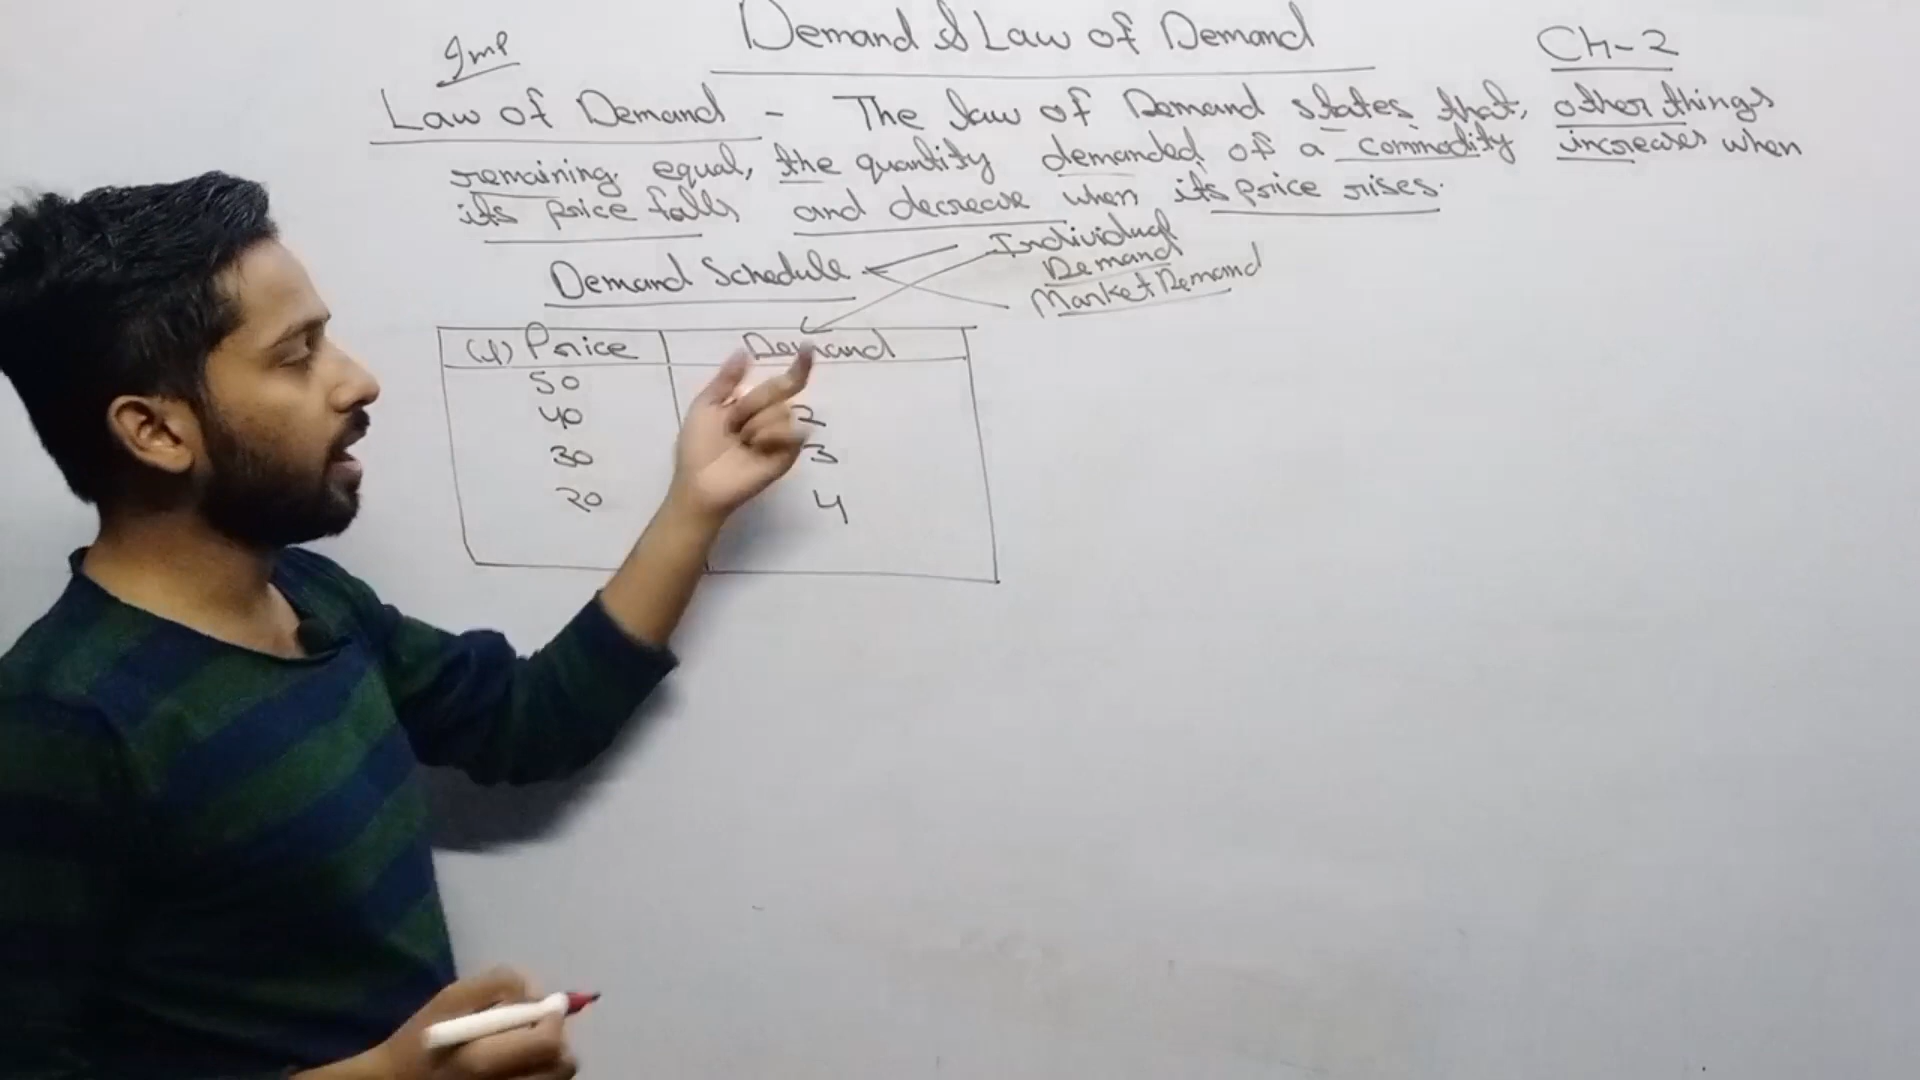 Imp
Demand & Law of Demand
Ch-2
Law of Demand - The law of Demand states that, other things
remaining equal, the quantity demanded of a commodity increases when
its price falls and decrease when its price rises.
Demand Schedule
Individual
Demand
Market Demand
Price Demand
50
40 2
30 3
20 4